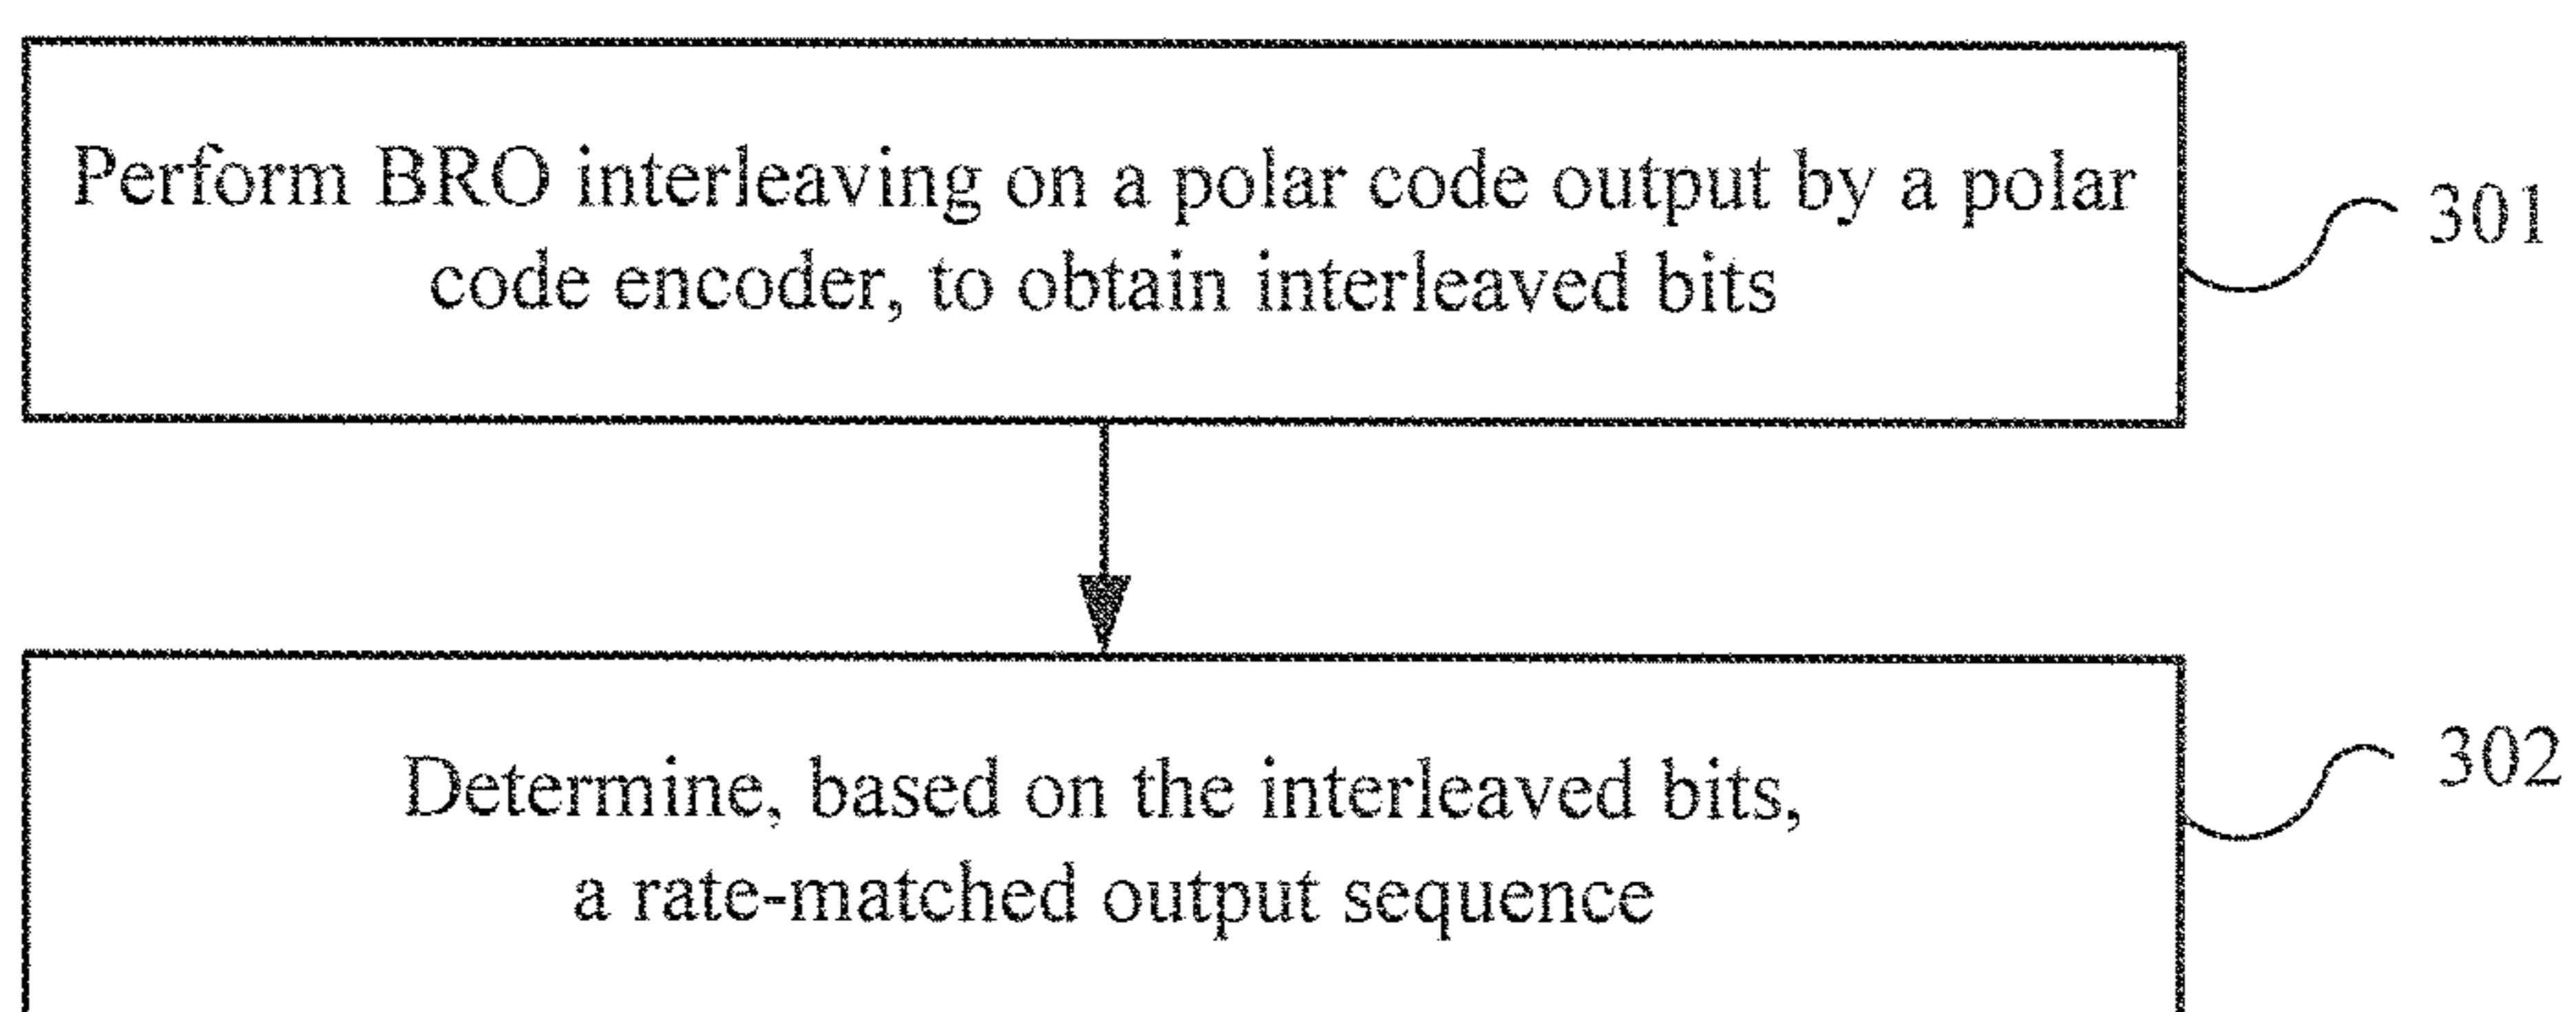 Perform BRO interleaving on a polar code output by a polar
code encoder, to obtain interleaved bits
301
Determine, based on the interleaved bits,
a rate-matched output sequence
302